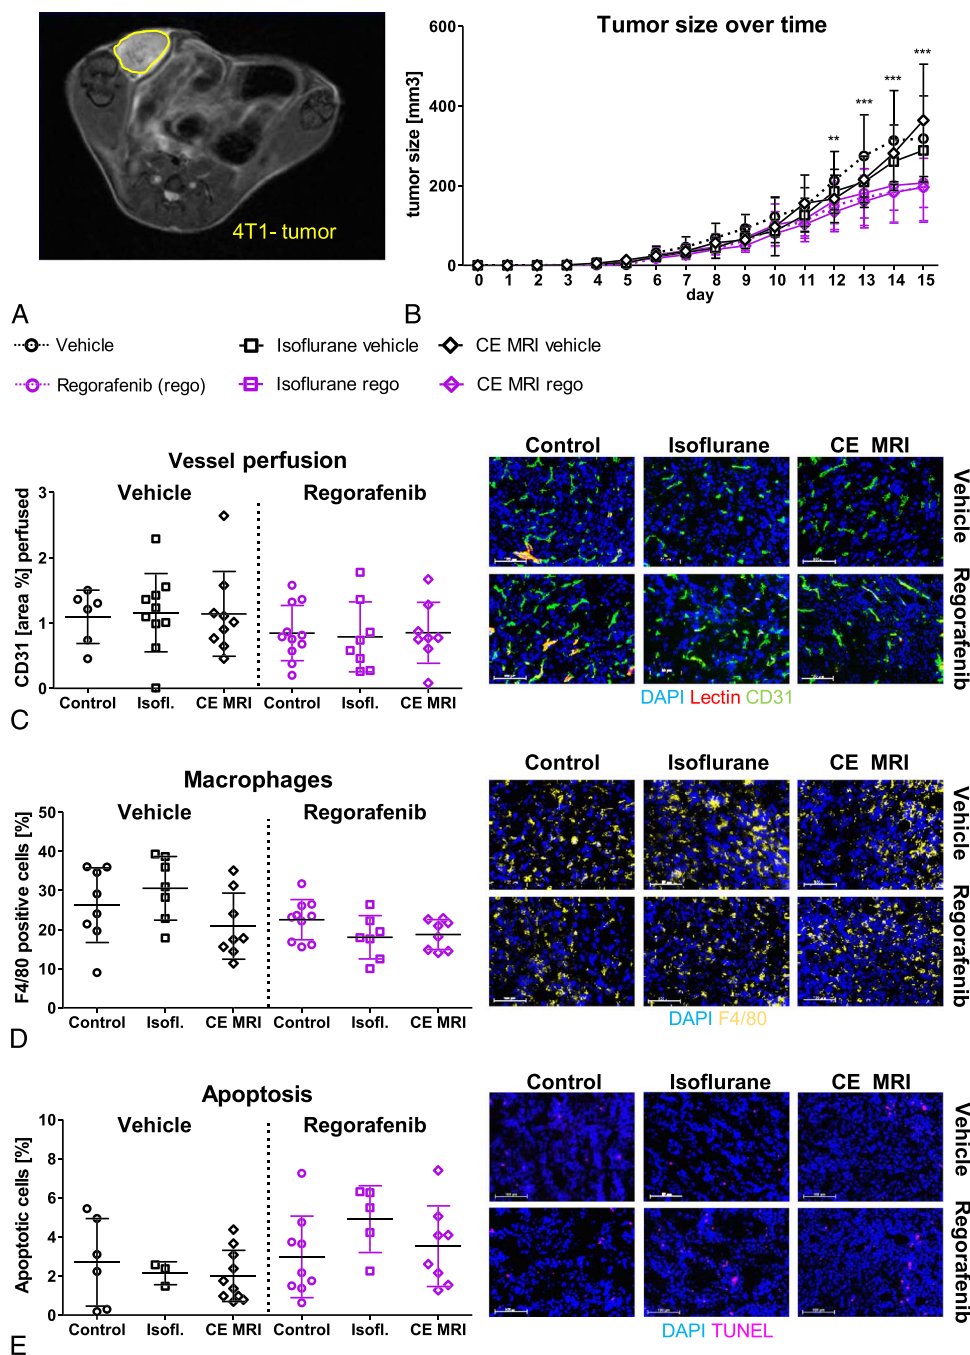 4T1- tumor
A
Tumor size over time
tumor size [mm3]
600
400
200
0
** *** *** ***
0 1 2 3 4 5 6 7 8 9 10 11 12 13 14 15
day
B
Vehicle Isoflurane vehicle CE MRI vehicle
Regorafenib (rego) Isoflurane rego CE MRI rego
Vessel perfusion
Vehicle Regorafenib
CD31 [area %] perfused
3
2
1
0
Control Isofl. CE MRI Control Isofl. CE MRI
C
Control Isoflurane CE MRI
Vehicle
Regorafenib
DAPI Lectin CD31
Macrophages
Vehicle Regorafenib
F4/80 positive cells [%]
50
40
30
20
10
0
Control Isofl. CE MRI Control Isofl. CE MRI
D
Control Isoflurane CE MRI
Vehicle
Regorafenib
DAPI F4/80
Apoptosis
Vehicle Regorafenib
Apoptotic cells [%]
10
8
6
4
2
0
Control Isofl. CE MRI Control Isofl. CE MRI
E
Control Isoflurane CE MRI
Vehicle
Regorafenib
DAPI TUNEL